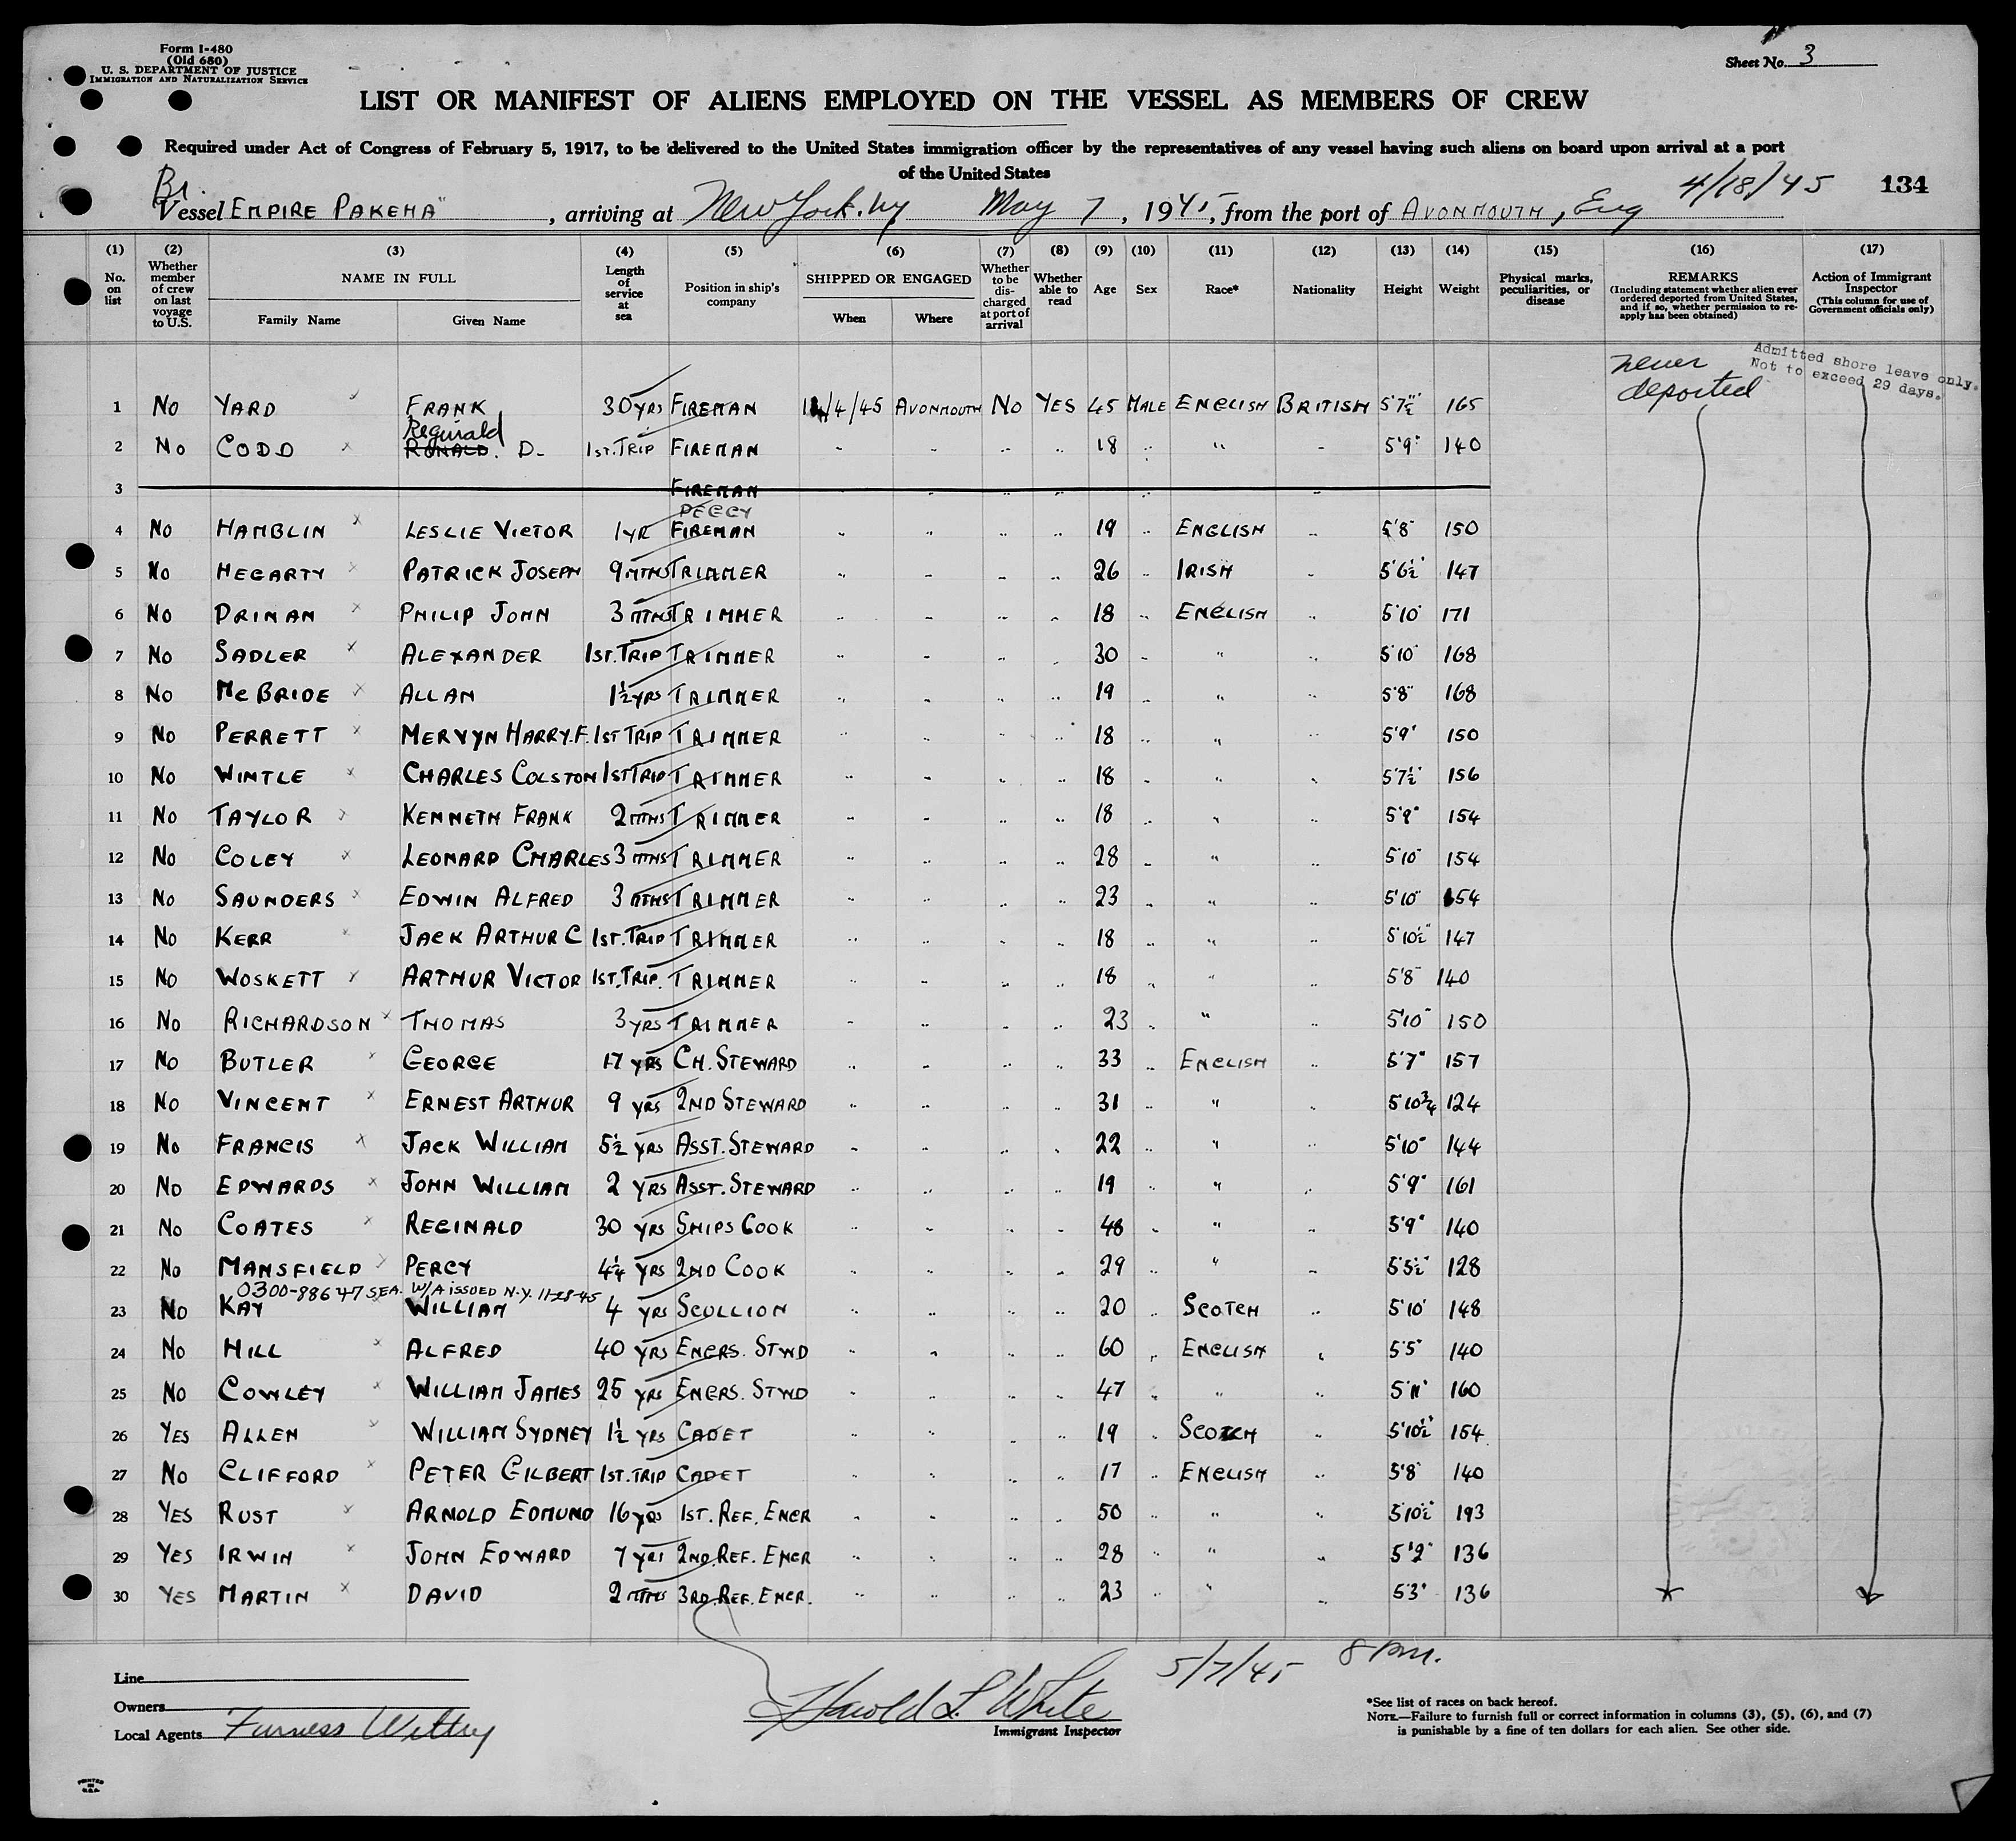 Form I-480
(Old 680)
U. S. DEPARTMENT OF JUSTICE
IMMIGRATION AND NATURALIZATION SERVICE
Sheet No. 3
LIST OR MANIFEST OF ALIENS EMPLOYED ON THE VESSEL AS MEMBERS OF CREW
Required under Act of Congress of February 5, 1917, to be delivered to the United States immigration officer by the representatives of any vessel having such aliens on board upon arrival at a port
of the United States
4/18/45 134
Br.
Vessel EMPIRE PAKEHA", arriving at New York, ny May 7, 1945, from the port of AVONMOUTH, Eng
(1) (2) (3) (4) (5) (6) (7) (8) (9) (10) (11) (12) (13) (14) (15) (16) (17)
No. on list
Whether member of crew on last voyage to U.S.
NAME IN FULL
Family Name Given Name
Length of service at sea
Position in ship's company
SHIPPED OR ENGAGED
When Where
Whether to be discharged at port of arrival
Whether able to read
Age Sex Race* Nationality Height Weight
Physical marks, peculiarities, or disease
REMARKS
(Including statement whether alien ever ordered deported from United States, and if so, whether permission to re-apply has been obtained)
Action of Immigrant Inspector
(This column for use of Government officials only)
never deported
Admitted shore leave only.
Not to exceed 29 days.
1 No YARD FRANK 30 YRS FIREMAN /4/45 AVONMOUTH NO YES 45 MALE ENGLISH BRITISH 5'7½" 165
2 No CODD Reginald RONALD. D. 1ST. TRIP FIREMAN " " " " 18 " " " 5'9" 140
3 FIREMAN
PEGGY
4 No HAMBLIN LESLIE VICTOR 1 YR FIREMAN " " " " 19 " ENGLISH " 5'8" 150
5 No HEGARTY PATRICK JOSEPH 9 MTHS TRIMMER " " " " 26 " IRISH " 5'6½" 147
6 No DRINAN PHILIP JOHN 3 MTHS TRIMMER " " " " 18 " ENGLISH " 5'10" 171
7 No SADLER ALEXANDER 1ST. TRIP TRIMMER " " " " 30 " " " 5'10" 168
8 No McBRIDE ALLAN 1½ YRS TRIMMER " " " " 19 " " " 5'8" 168
9 No PERRETT MERVYN HARRY. F. 1ST TRIP TRIMMER " " " " 18 " " " 5'9" 150
10 No WINTLE CHARLES COLSTON 1ST TRIP TRIMMER " " " " 18 " " " 5'7½" 156
11 No TAYLOR KENNETH FRANK 2 MTHS TRIMMER " " " " 18 " " " 154
12 No COLEY LEONARD CHARLES 3 MTHS TRIMMER " " " " 28 " " " 5'10" 154
13 No SAUNDERS EDWIN ALFRED 3 MTHS TRIMMER " " " " 23 " " " 5'10" 154
14 No KERR JACK ARTHUR C 1ST. TRIP TRIMMER " " " " 18 " " " 5'10½" 147
15 No WOSKETT ARTHUR VICTOR 1ST. TRIP. TRIMMER " " " " 18 " " " 5'8" 140
16 No RICHARDSON THOMAS 3 YRS TRIMMER " " " " 23 " " " 5'10" 150
17 No BUTLER GEORGE 17 YRS CH. STEWARD " " " " 33 " ENGLISH " 5'7" 157
18 No VINCENT ERNEST ARTHUR 9 YRS 2ND STEWARD " " " " 31 " " " 5'10¾ 124
19 No FRANCIS JACK WILLIAM 5½ YRS ASST. STEWARD " " " " 22 " " " 5'10" 144
20 No EDWARDS JOHN WILLIAM 2 YRS ASST. STEWARD " " " " 19 " " " 5'9" 161
21 No COATES REGINALD 30 YRS SHIPS COOK " " " " 48 " " " 5'9" 140
22 No MANSFIELD PERCY 4¼ YRS 2ND COOK " " " " 29 " " " 5'5½" 128
0300-88647 SEA. W/A ISSUED N.Y. 11-28-45
23 No KAY WILLIAM 4 YRS SCULLION " " " " 20 " SCOTCH " 5'10" 148
24 No HILL ALFRED 40 YRS ENGRS. STWD " " " " 60 " ENGLISH " 5'5" 140
25 No COWLEY WILLIAM JAMES 25 YRS ENGRS. STWD " " " " 47 " " " 5'11" 160
26 YES ALLEN WILLIAM SYDNEY 1½ YRS CADET " " " " 19 " SCOTCH " 5'10½" 154
27 No CLIFFORD PETER GILBERT 1ST. TRIP CADET " " " " 17 " ENGLISH " 5'8" 140
28 YES RUST ARNOLD EDMUND 16 YRS 1ST. REF. ENGR " " " " 50 " " " 5'10½" 193
29 YES IRWIN JOHN EDWARD 7 YRS 2ND. REF. ENGR " " " " 28 " " " 5'2" 136
30 YES MARTIN DAVID 2 MTHS 3RD. REF. ENGR. " " " " 23 " " " 5'3" 136
5/7/45 8 PM.
Line
Owners
Local Agents Furness Withy
Harold L. White
Immigrant Inspector
*See list of races on back hereof.
NOTE.—Failure to furnish full or correct information in columns (3), (5), (6), and (7)
is punishable by a fine of ten dollars for each alien. See other side.
PRINTED IN U.S.A.